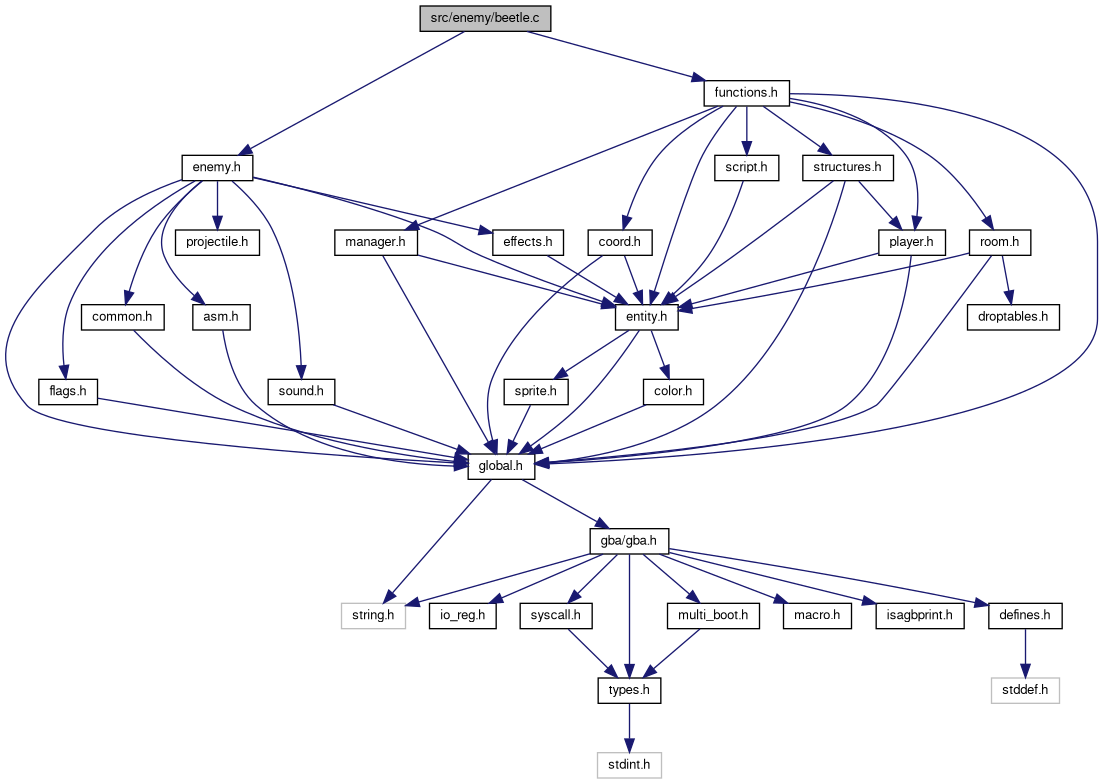 src/enemy/beetle.c
functions.h
enemy.h
script.h
structures.h
projectile.h
manager.h
effects.h
coord.h
player.h
room.h
common.h
asm.h
entity.h
droptables.h
flags.h
sound.h
sprite.h
color.h
global.h
gba/gba.h
string.h
io_reg.h
syscall.h
multi_boot.h
macro.h
isagbprint.h
defines.h
types.h
stddef.h
stdint.h